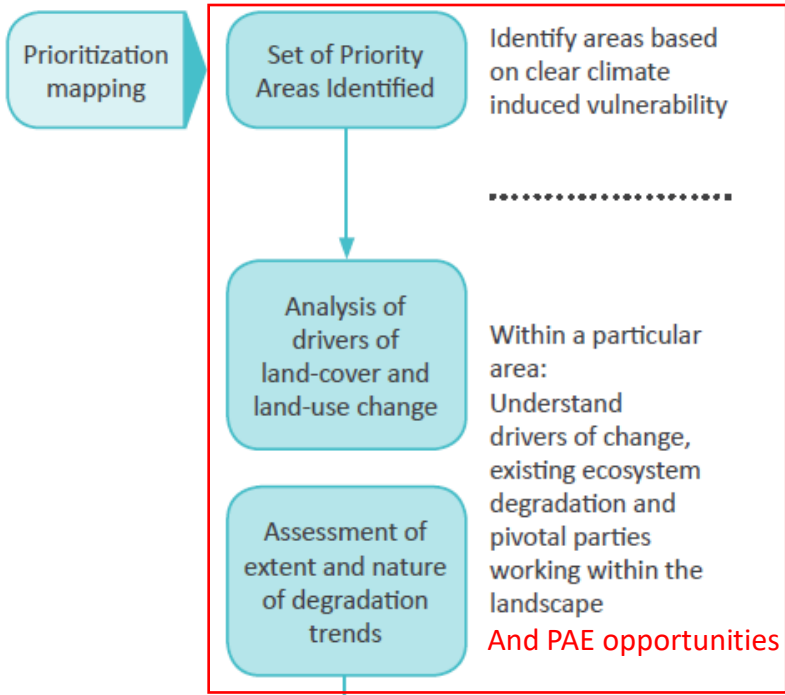 Prioritization
mapping
Set of Priority
Areas Identified
Identify areas based
on clear climate
induced vulnerability
Analysis of
drivers of
land-cover and
land-use change
Within a particular
area:
Understand
drivers of change,
existing ecosystem
degradation and
pivotal parties
working within the
landscape
And PAE opportunities
Assessment of
extent and nature
of degradation
trends